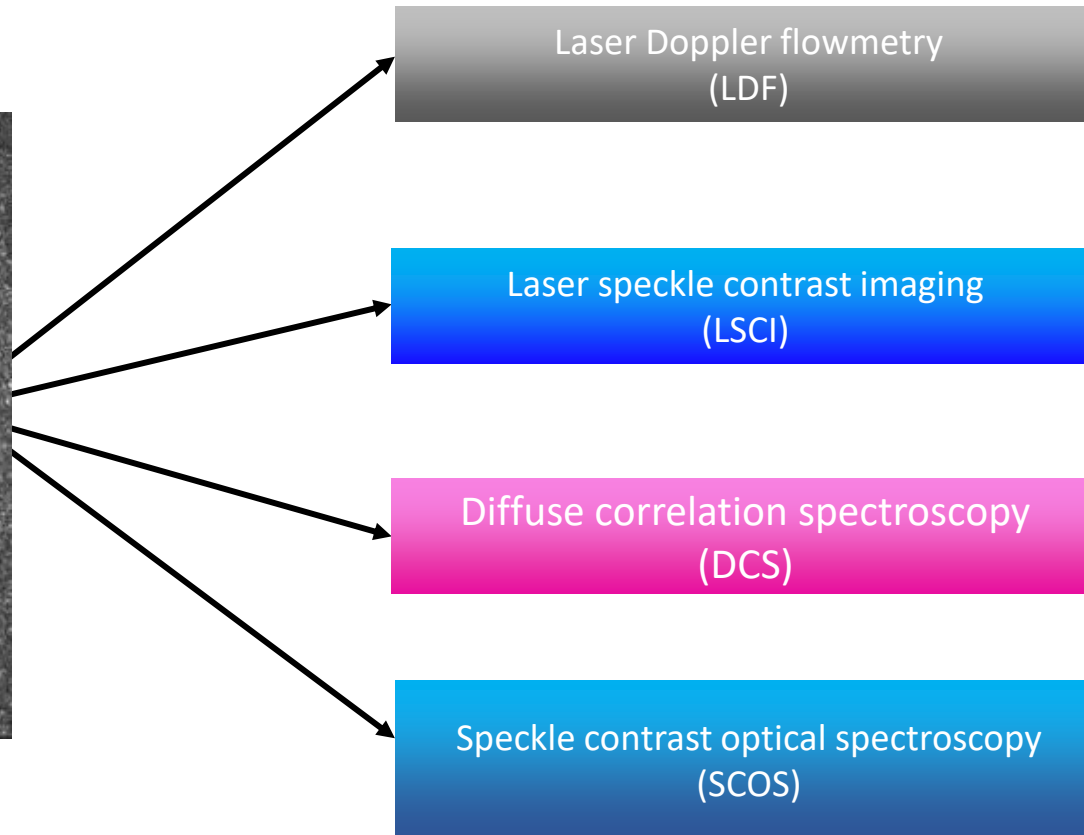 Laser Doppler flowmetry
(LDF)
Laser speckle contrast imaging
(LSCI)
Diffuse correlation spectroscopy
(DCS)
Speckle contrast optical spectroscopy
(SCOS)